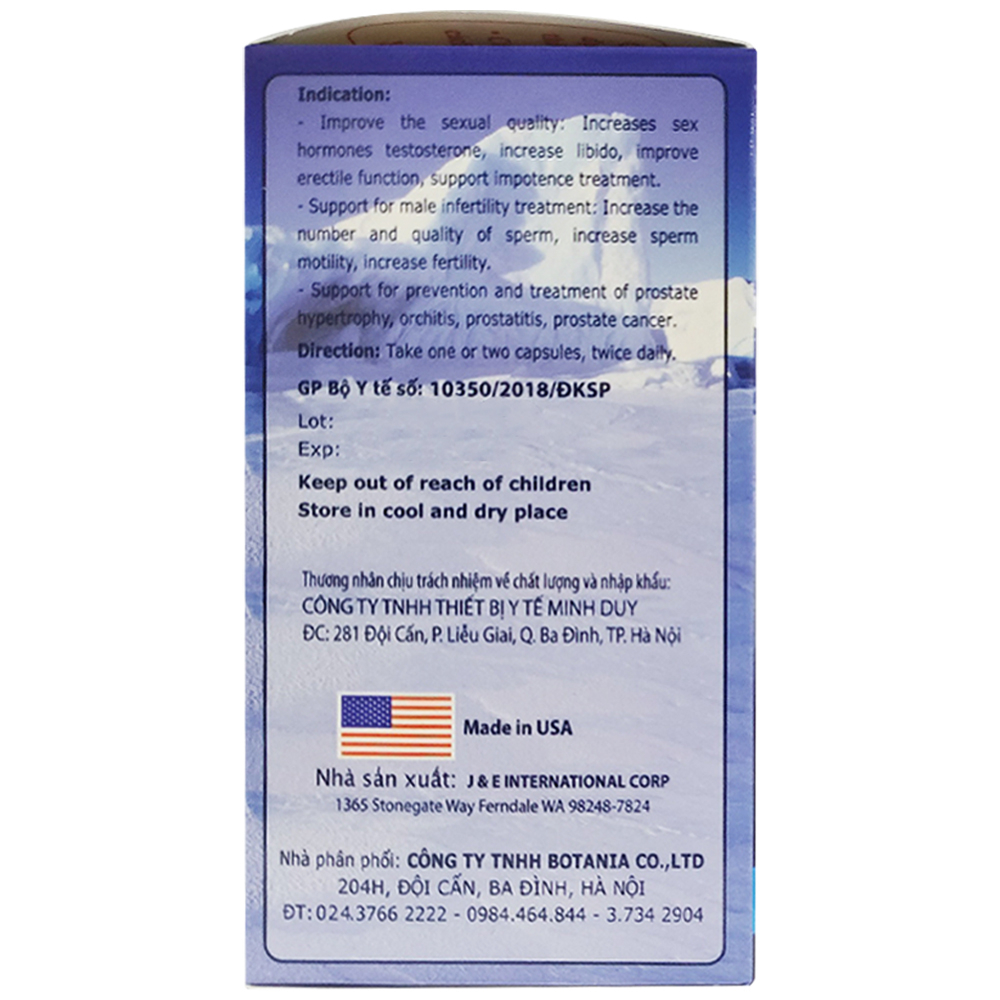 Indication:
- Improve the sexual quality: Increases sex
hormones testosterone, increase libido, improve
erectile function, support impotence treatment.
- Support for male infertility treatment: Increase the
number and quality of sperm, increase sperm
motility, increase fertility.
- Support for prevention and treatment of prostate
hypertrophy, orchitis, prostatitis, prostate cancer.
Direction: Take one or two capsules, twice daily.
GP Bộ Y tế số: 10350/2018/ĐKSP
Lot:
Exp:
Keep out of reach of children
Store in cool and dry place
Thương nhân chịu trách nhiệm về chất lượng và nhập khẩu:
CÔNG TY TNHH THIẾT BỊ Y TẾ MINH DUY
ĐC: 281 Đội Cấn, P. Liễu Giai, Q. Ba Đình, TP. Hà Nội
Made in USA
Nhà sản xuất: J & E INTERNATIONAL CORP
1365 Stonegate Way Ferndale WA 98248-7824
Nhà phân phối: CÔNG TY TNHH BOTANIA CO.,LTD
204H, ĐỘI CẤN, BA ĐÌNH, HÀ NỘI
ĐT: 024.3766 2222 - 0984.464.844 - 3.734 2904